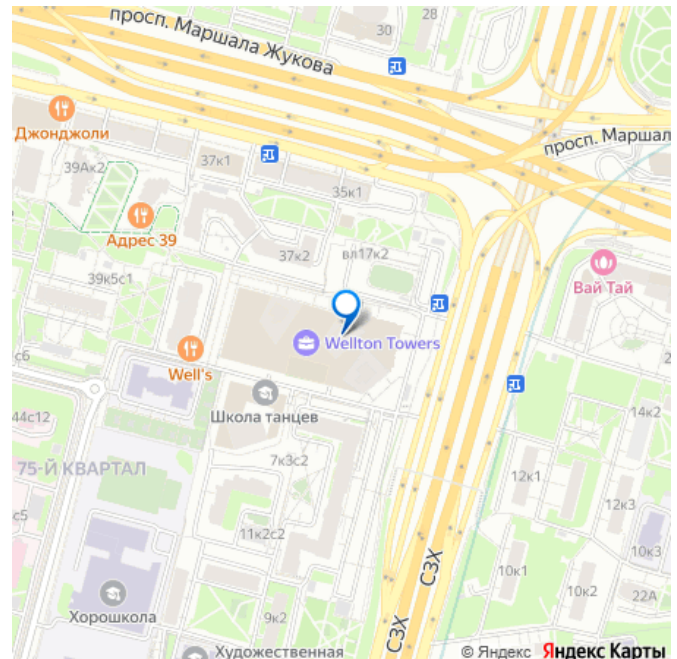 просп. Маршала Жукова
28
30
Джонджоли
просп. Маршал
39Ак2
37к1
35к1
Адрес 39
37к2
вл17к2
39к5с1
Вай Тай
Wellton Towers
с6
Well's
2
Школа танцев
44с12
14к2
75-Й КВАРТАЛ
7к3с2
12к1
12к3
с5
11к2с2
10к3
СЗХ
10к1
10к2
22А
Хорошкола
9к2
СЗХ
Художественная
© Яндекс Яндекс Карты